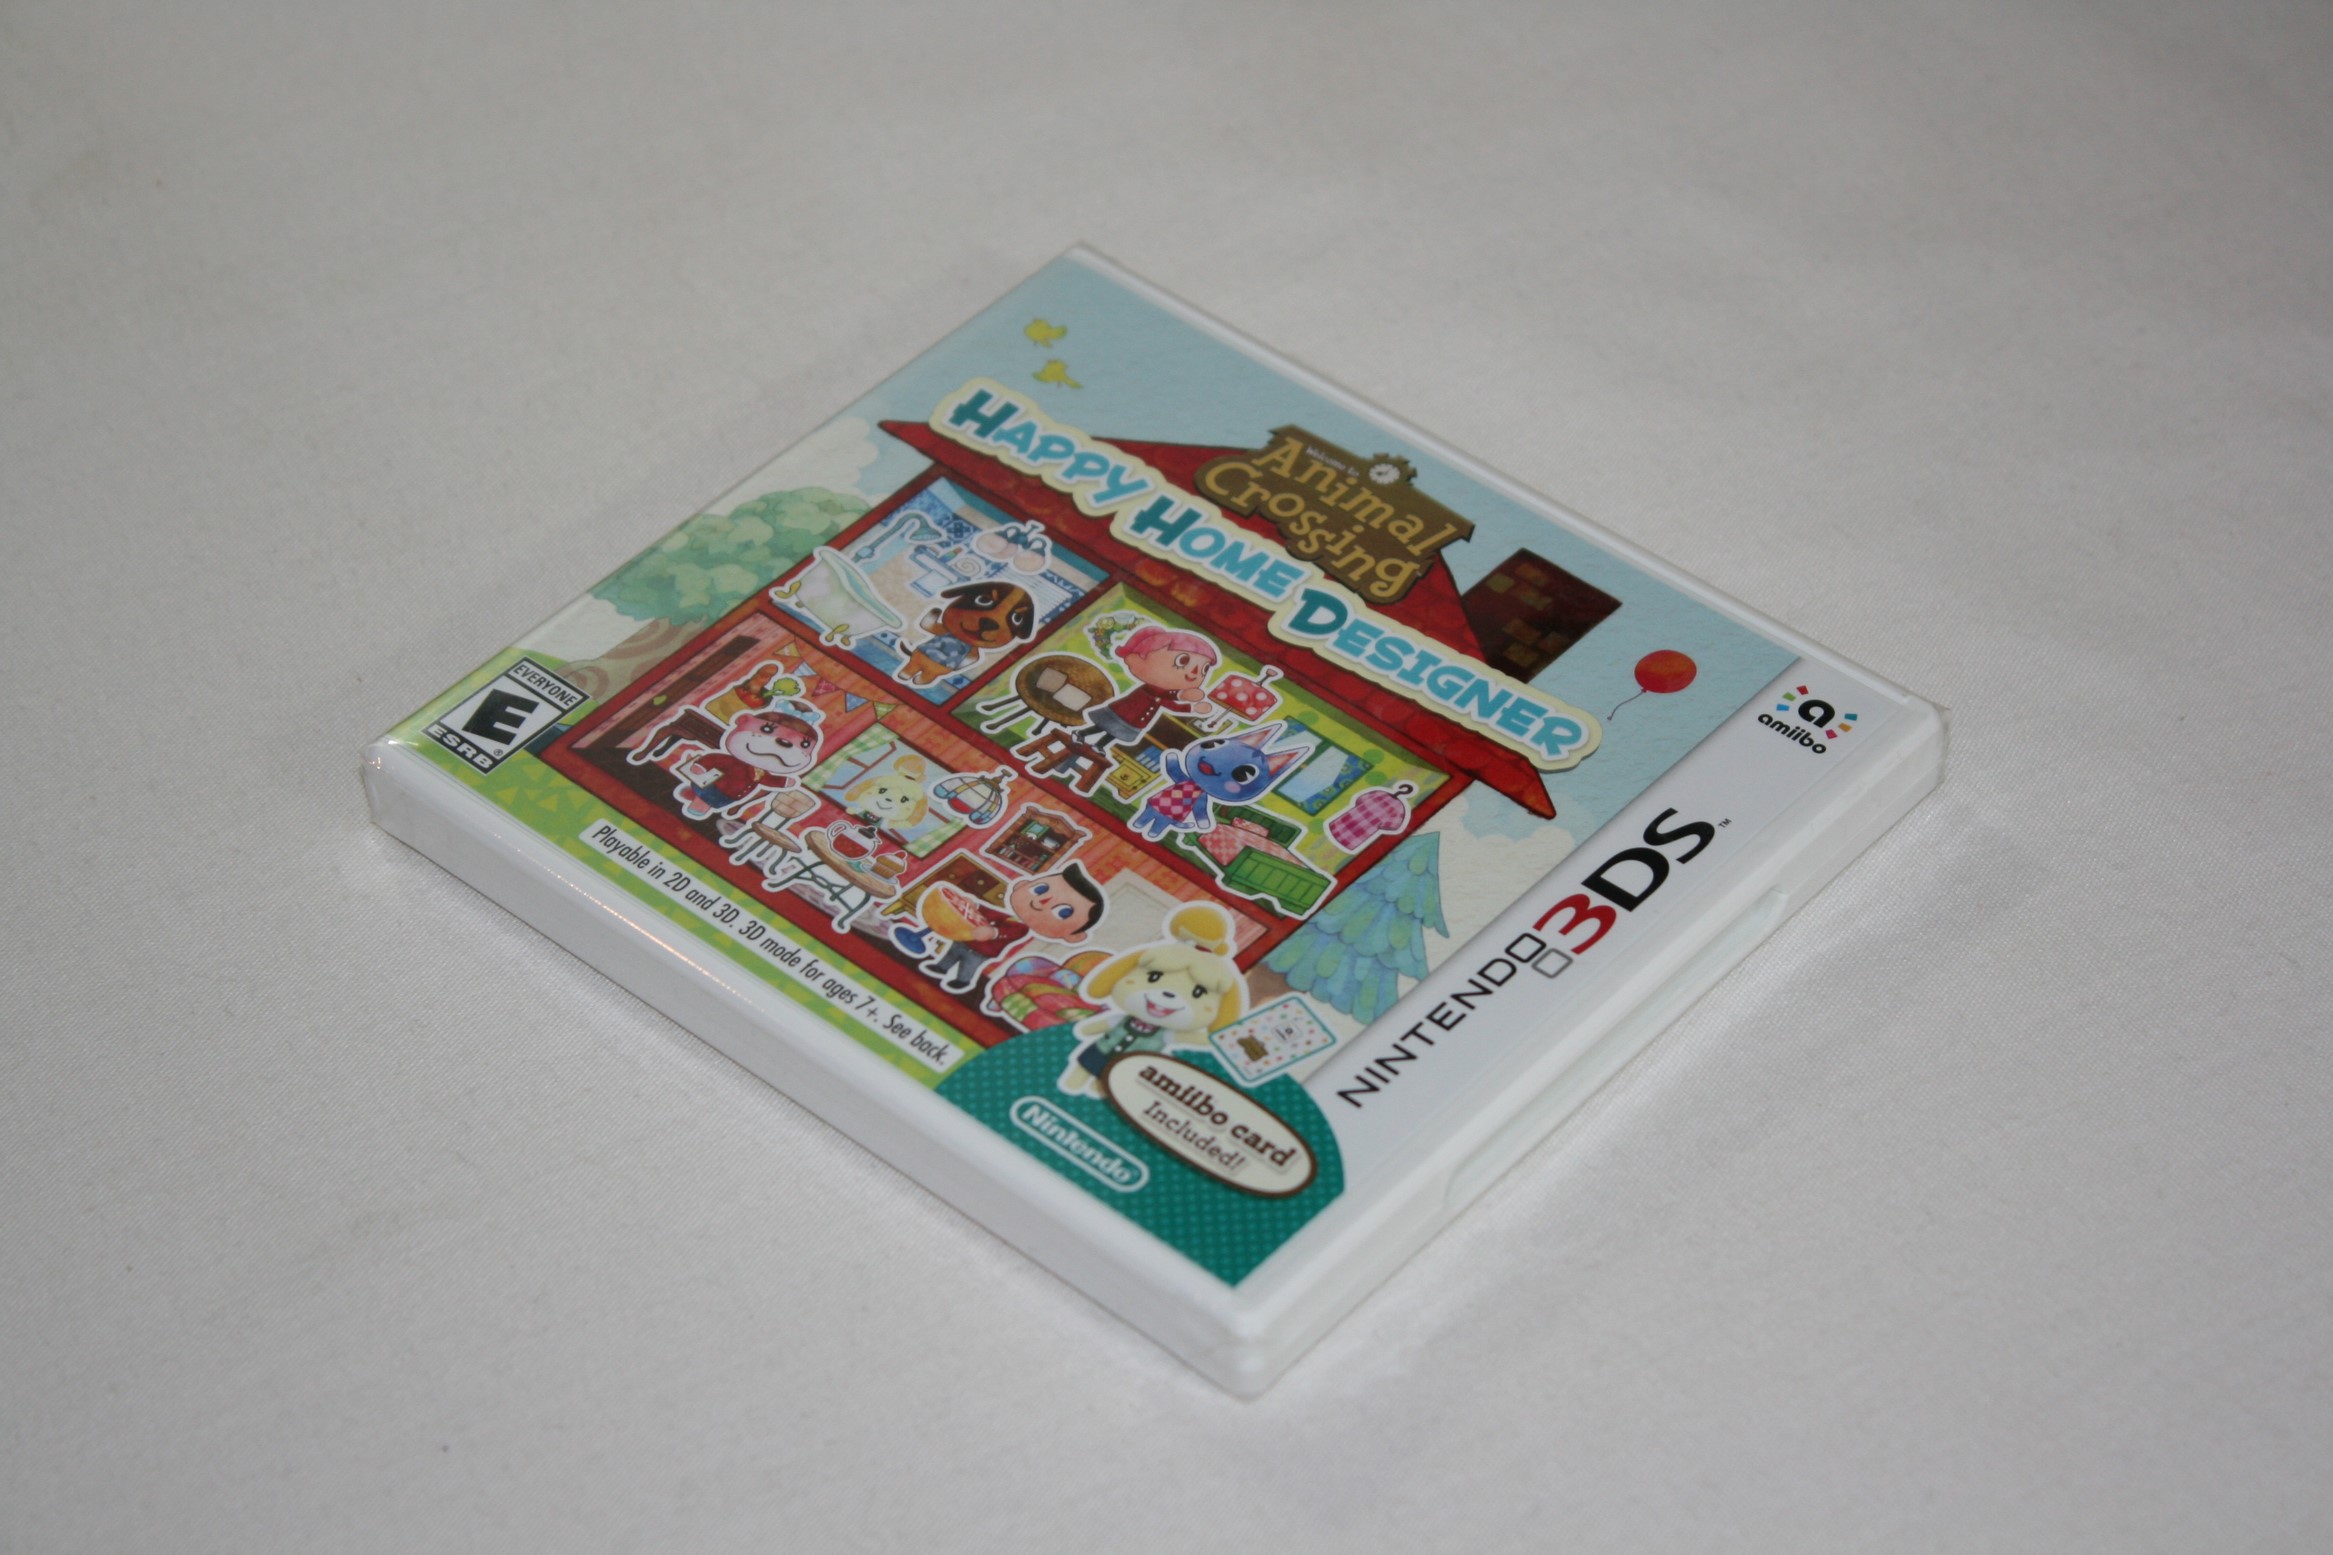 Welcome to
Animal
Crossing
Happy Home Designer
amiibo
NINTENDO 3DS™
EVERYONE
E
ESRB
Playable in 2D and 3D. 3D mode for ages 7+. See back.
amiibo card
Included!
Nintendo